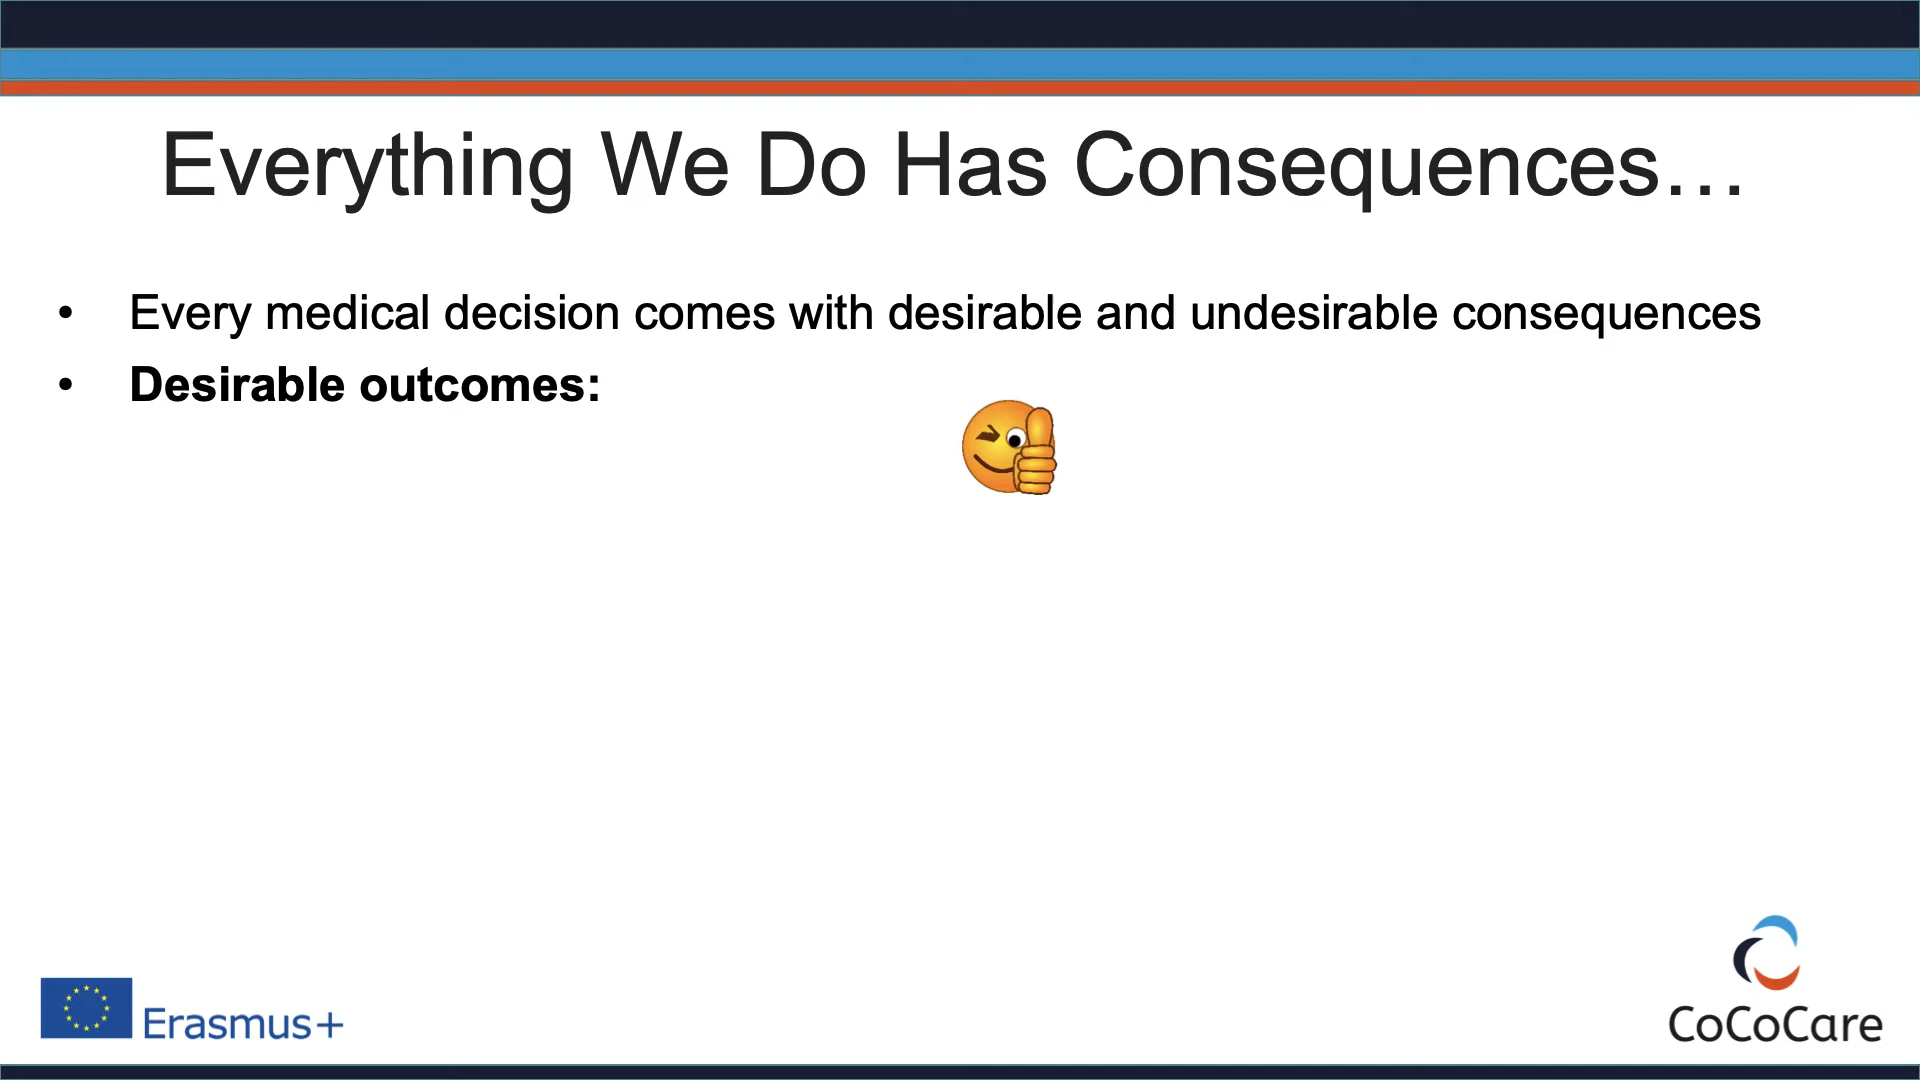 Everything We Do Has Consequences…
• Every medical decision comes with desirable and undesirable consequences
• Desirable outcomes:
Erasmus+
CoCoCare